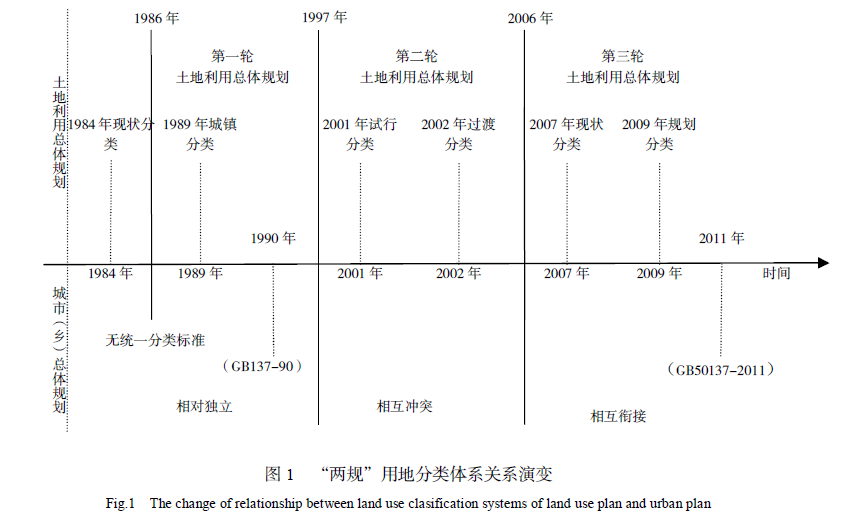 1986 年
1997 年
2006 年
第一轮
土地利用总体规划
第二轮
土地利用总体规划
第三轮
土地利用总体规划
土地利用总体规划
1984 年现状分
类
1989 年城镇
分类
2001 年试行
分类
2002 年过渡
分类
2007 年现状
分类
2009 年规划
分类
1990 年
2011 年
1984 年
1989 年
2001 年
2002 年
2007 年
2009 年
时间
城市（乡）总体规划
无统一分类标准
（GB137-90）
（GB50137-2011）
相对独立
相互冲突
相互衔接
图 1 “两规”用地分类体系关系演变
Fig.1 The change of relationship between land use clasification systems of land use plan and urban plan